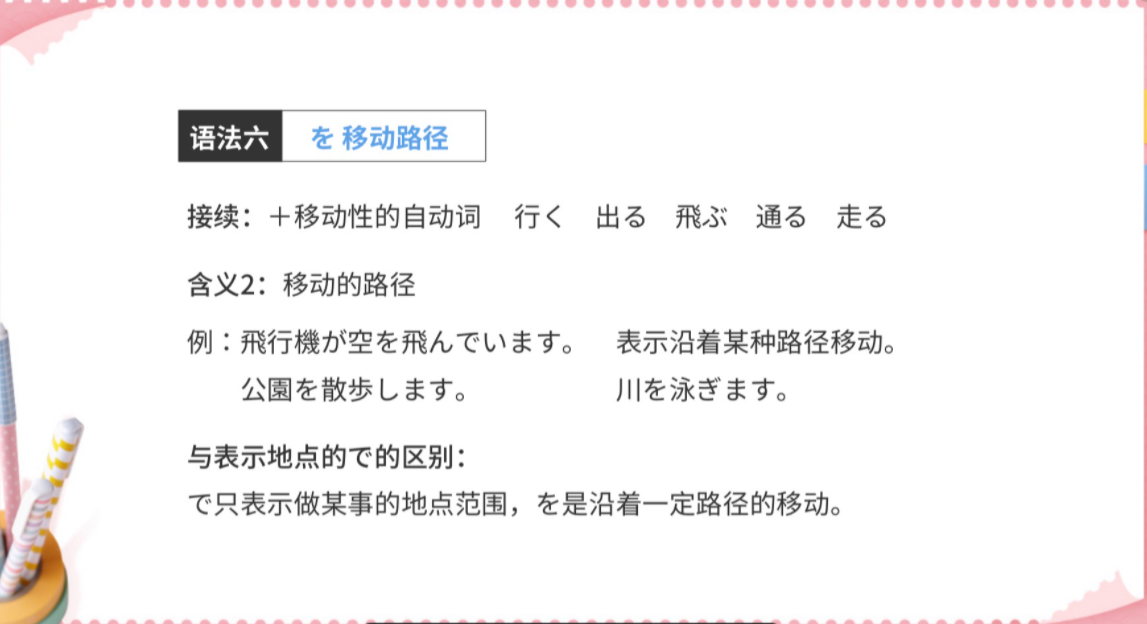 语法六 を 移动路径
接续：＋移动性的自动词 行く 出る 飛ぶ 通る 走る
含义2：移动的路径
例：飛行機が空を飛んでいます。 表示沿着某种路径移动。
公園を散歩します。 川を泳ぎます。
与表示地点的で的区别：
で只表示做某事的地点范围，を是沿着一定路径的移动。